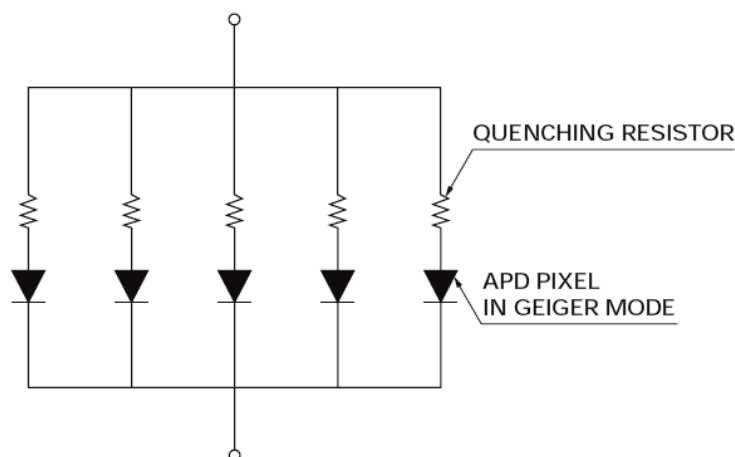 QUENCHING RESISTOR
APD PIXEL
IN GEIGER MODE